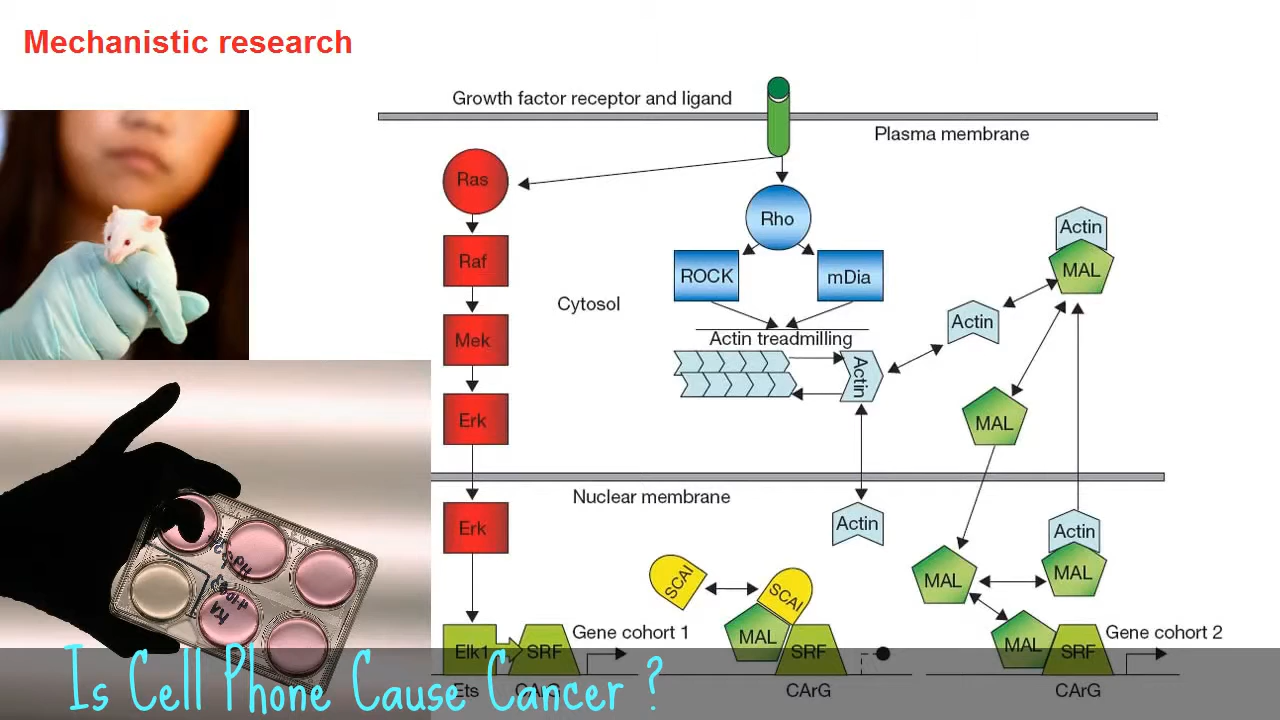 Mechanistic research
Growth factor receptor and ligand
Plasma membrane
Ras
Rho
Actin
MAL
Raf
ROCK
mDia
Cytosol
Actin
Mek
Actin treadmilling
Actin
Erk
MAL
Nuclear membrane
Erk
Actin
Actin
SCAI
SCAI
MAL
MAL
Elk1
SRF
Gene cohort 1
MAL
SRF
MAL
SRF
Gene cohort 2
Ets
CArG
CArG
CArG
Is Cell Phone Cause Cancer ?